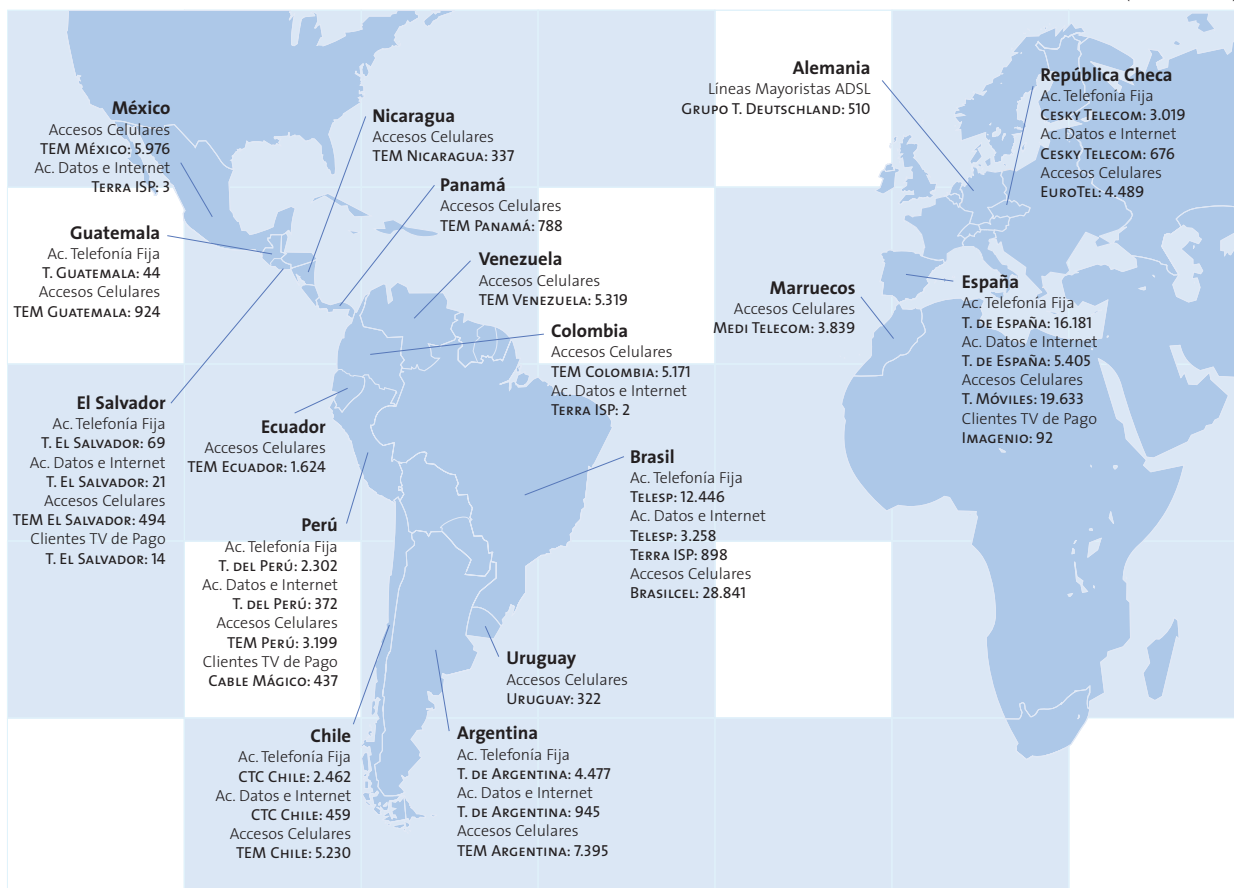 México
Accesos Celulares
TEM México: 5.976
Ac. Datos e Internet
Terra ISP: 3
Nicaragua
Accesos Celulares
TEM Nicaragua: 337
Panamá
Accesos Celulares
TEM Panamá: 788
Guatemala
Ac. Telefonía Fija
T. Guatemala: 44
Accesos Celulares
TEM Guatemala: 924
Venezuela
Accesos Celulares
TEM Venezuela: 5.319
Colombia
Accesos Celulares
TEM Colombia: 5.171
Ac. Datos e Internet
Terra ISP: 2
El Salvador
Ac. Telefonía Fija
T. El Salvador: 69
Ac. Datos e Internet
T. El Salvador: 21
Accesos Celulares
TEM El Salvador: 494
Clientes TV de Pago
T. El Salvador: 14
Ecuador
Accesos Celulares
TEM Ecuador: 1.624
Perú
Ac. Telefonía Fija
T. del Perú: 2.302
Ac. Datos e Internet
T. del Perú: 372
Accesos Celulares
TEM Perú: 3.199
Clientes TV de Pago
Cable Mágico: 437
Brasil
Ac. Telefonía Fija
Telesp: 12.446
Ac. Datos e Internet
Telesp: 3.258
Terra ISP: 898
Accesos Celulares
Brasilcel: 28.841
Uruguay
Accesos Celulares
Uruguay: 322
Chile
Ac. Telefonía Fija
CTC Chile: 2.462
Ac. Datos e Internet
CTC Chile: 459
Accesos Celulares
TEM Chile: 5.230
Argentina
Ac. Telefonía Fija
T. de Argentina: 4.477
Ac. Datos e Internet
T. de Argentina: 945
Accesos Celulares
TEM Argentina: 7.395
Alemania
Líneas Mayoristas ADSL
Grupo T. Deutschland: 510
República Checa
Ac. Telefonía Fija
Cesky Telecom: 3.019
Ac. Datos e Internet
Cesky Telecom: 676
Accesos Celulares
EuroTel: 4.489
Marruecos
Accesos Celulares
Medi Telecom: 3.839
España
Ac. Telefonía Fija
T. de España: 16.181
Ac. Datos e Internet
T. de España: 5.405
Accesos Celulares
T. Móviles: 19.633
Clientes TV de Pago
Imagenio: 92